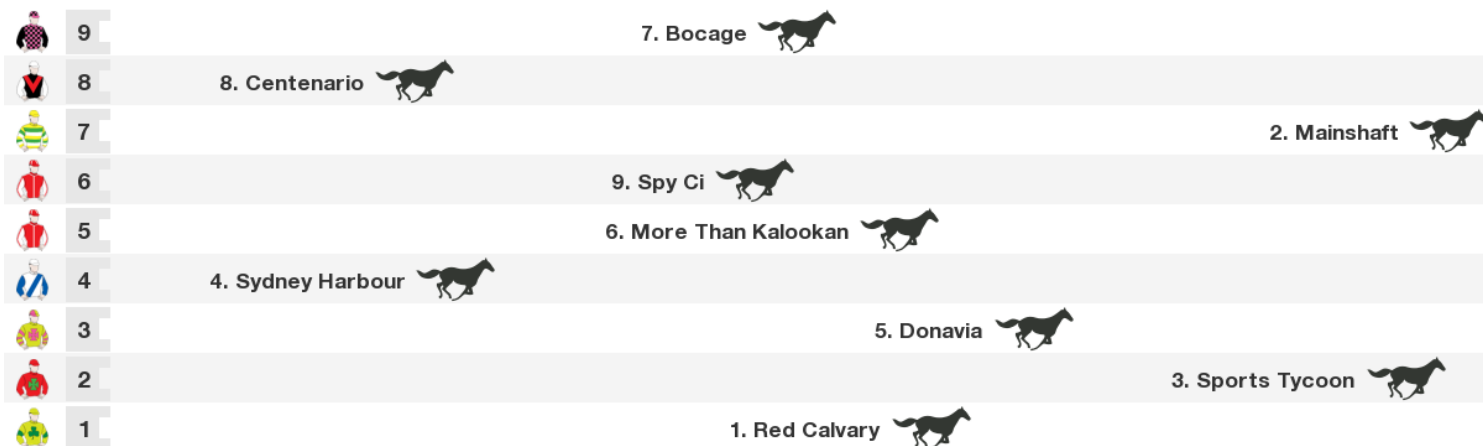 9 7. Bocage
8 8. Centenario
7 2. Mainshaft
6 9. Spy Ci
5 6. More Than Kalookan
4 4. Sydney Harbour
3 5. Donavia
2 3. Sports Tycoon
1 1. Red Calvary